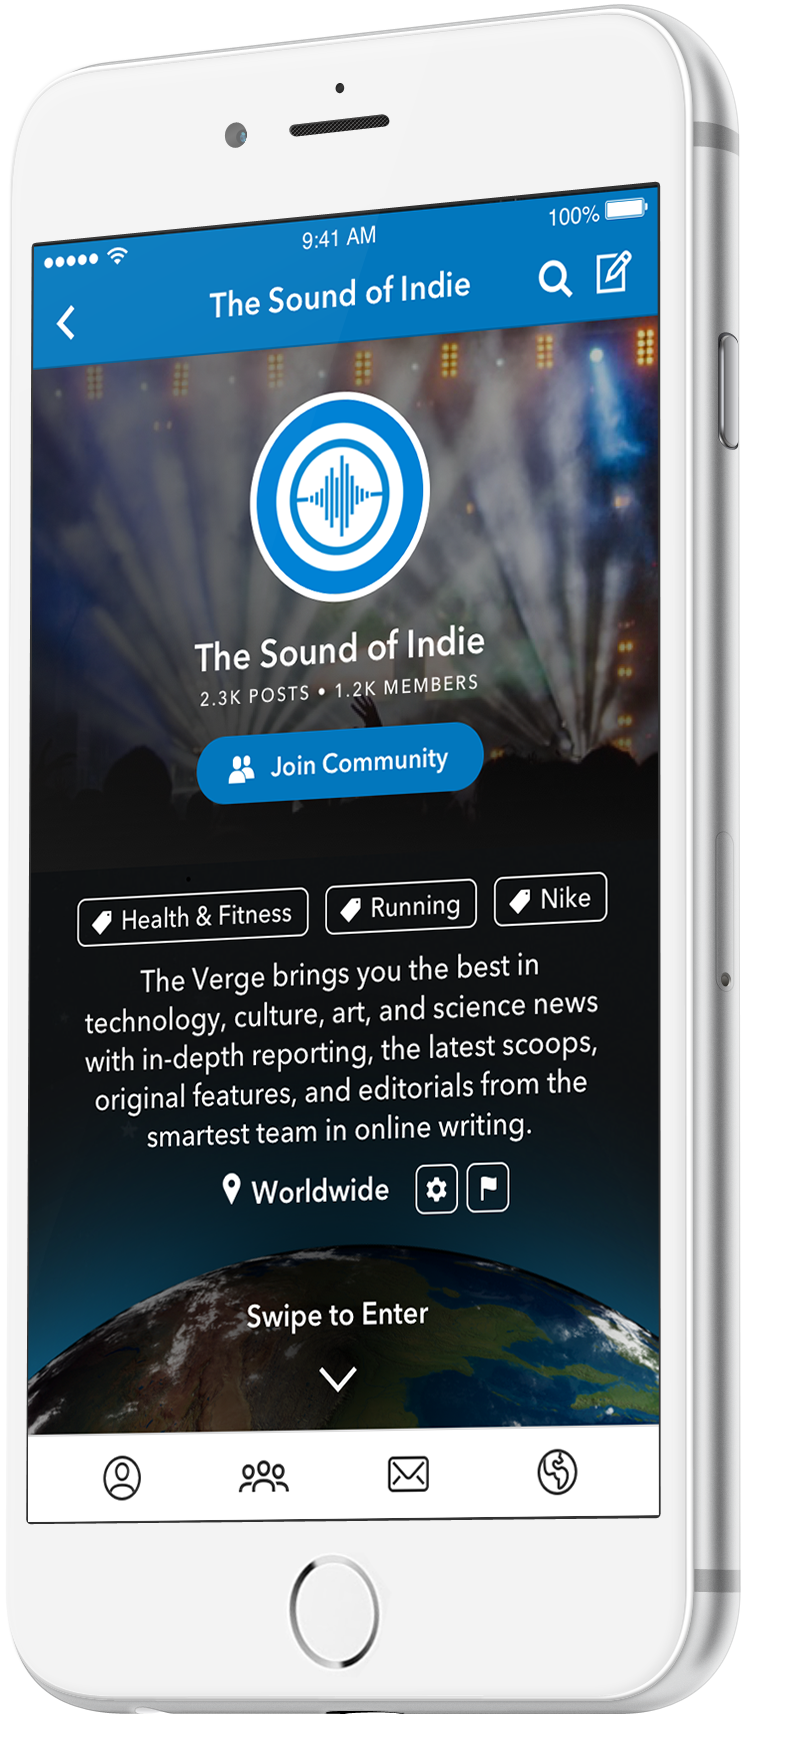 9:41 AM
100%
The Sound of Indie
The Sound of Indie
2.3K POSTS • 1.2K MEMBERS
Join Community
Health & Fitness
Running
Nike
The Verge brings you the best in
technology, culture, art, and science news
with in-depth reporting, the latest scoops,
original features, and editorials from the
smartest team in online writing.
Worldwide
Swipe to Enter